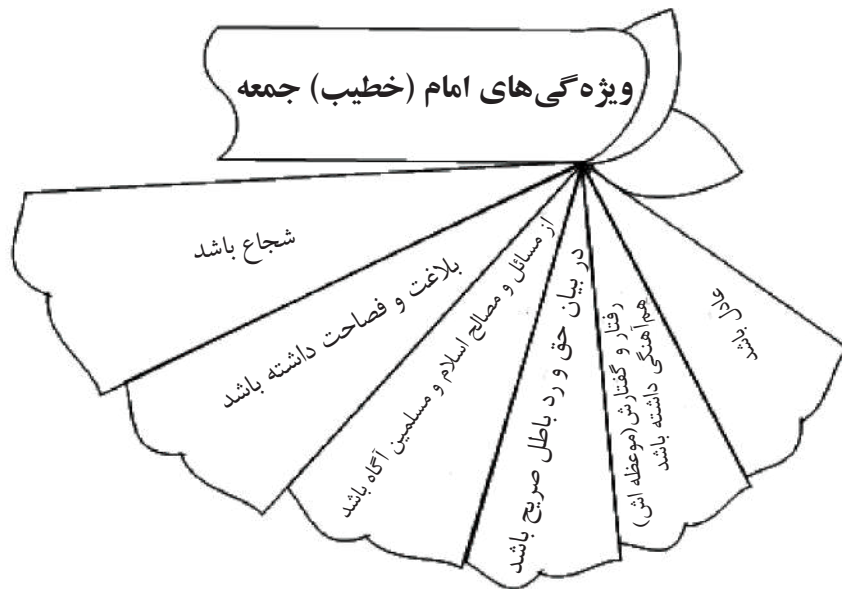 ویژه‌گی‌های امام (خطیب) جمعه
عادل باشد
رفتار و گفتارش(موعظه اش)
هم‌آهنگی داشته باشد
در بیان حق و رد باطل صریح باشد
از مسائل و مصالح اسلام و مسلمین آگاه باشد
بلاغت و فصاحت داشته باشد
شجاع باشد